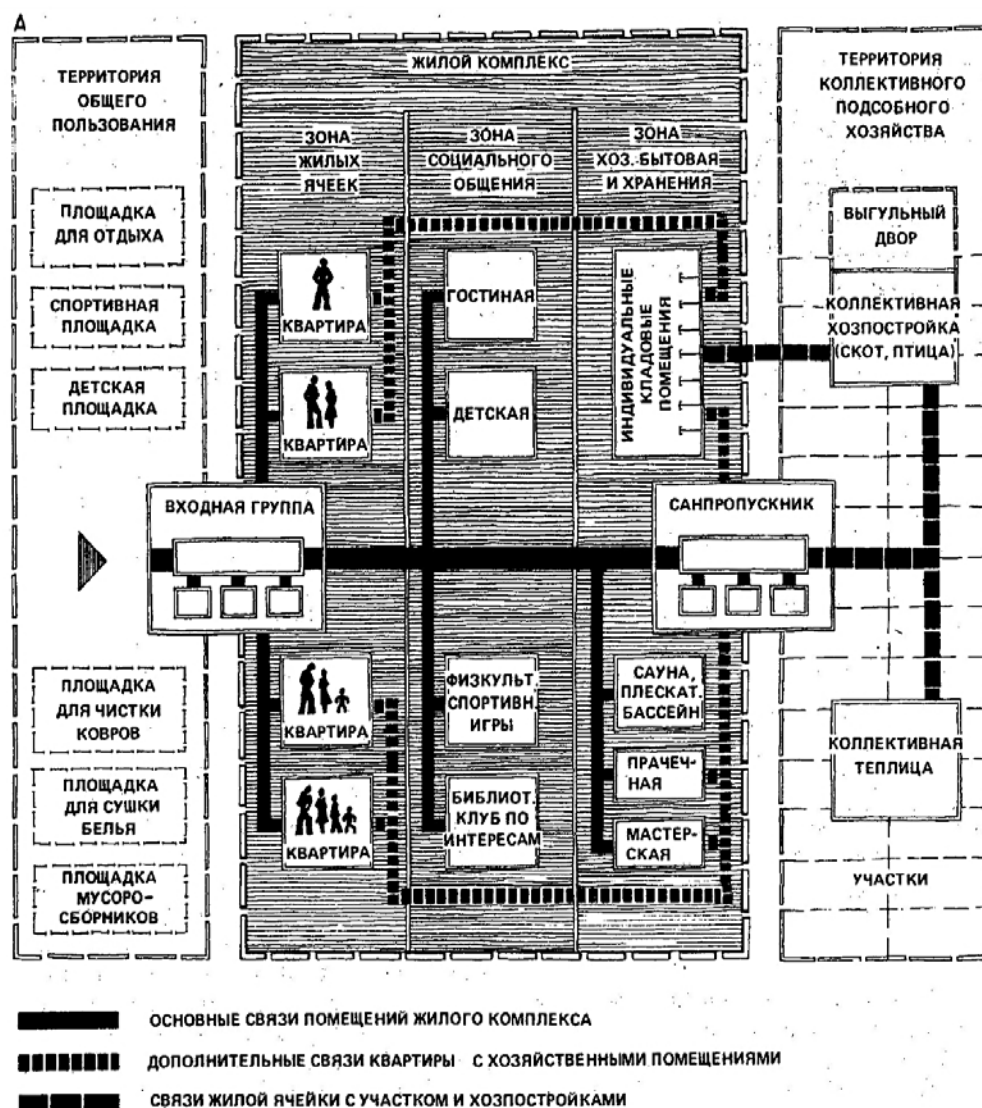 А
ТЕРРИТОРИЯ
ОБЩЕГО
ПОЛЬЗОВАНИЯ
ПЛОЩАДКА
ДЛЯ ОТДЫХА
СПОРТИВНАЯ
ПЛОЩАДКА
ДЕТСКАЯ
ПЛОЩАДКА
ПЛОЩАДКА
ДЛЯ ЧИСТКИ
КОВРОВ
ПЛОЩАДКА
ДЛЯ СУШКИ
БЕЛЬЯ
ПЛОЩАДКА
МУСОРО-
СБОРНИКОВ
ЖИЛОЙ КОМПЛЕКС
ЗОНА
ЖИЛЫХ
ЯЧЕЕК
КВАРТИРА
КВАРТИРА
ВХОДНАЯ ГРУППА
КВАРТИРА
КВАРТИРА
ЗОНА
СОЦИАЛЬНОГО
ОБЩЕНИЯ
ГОСТИНАЯ
ДЕТСКАЯ
ФИЗКУЛЬТ.
СПОРТИВН.
ИГРЫ
БИБЛИОТ.
КЛУБ ПО
ИНТЕРЕСАМ
ЗОНА
ХОЗ. БЫТОВАЯ
И ХРАНЕНИЯ
ИНДИВИДУАЛЬНЫЕ
КЛАДОВЫЕ
ПОМЕЩЕНИЯ
САНПРОПУСКНИК
САУНА,
ПЛЕСКАТ.
БАССЕЙН
ПРАЧЕЧ-
НАЯ
МАСТЕР-
СКАЯ
ТЕРРИТОРИЯ
КОЛЛЕКТИВНОГО
ПОДСОБНОГО
ХОЗЯЙСТВА
ВЫГУЛЬНЫЙ
ДВОР
КОЛЛЕКТИВНАЯ
ХОЗПОСТРОЙКА
(СКОТ, ПТИЦА)
КОЛЛЕКТИВНАЯ
ТЕПЛИЦА
УЧАСТКИ
ОСНОВНЫЕ СВЯЗИ ПОМЕЩЕНИЙ ЖИЛОГО КОМПЛЕКСА
ДОПОЛНИТЕЛЬНЫЕ СВЯЗИ КВАРТИРЫ С ХОЗЯЙСТВЕННЫМИ ПОМЕЩЕНИЯМИ
СВЯЗИ ЖИЛОЙ ЯЧЕЙКИ С УЧАСТКОМ И ХОЗПОСТРОЙКАМИ